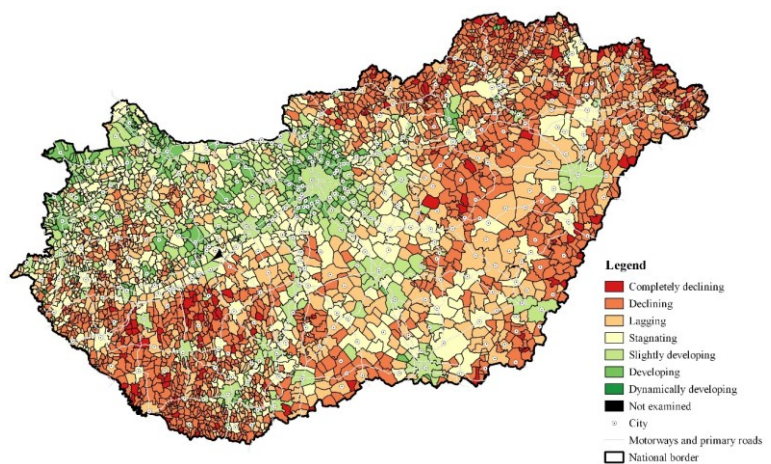 Legend
Completely declining
Declining
Lagging
Stagnating
Slightly developing
Developing
Dynamically developing
Not examined
City
Motorways and primary roads
National border